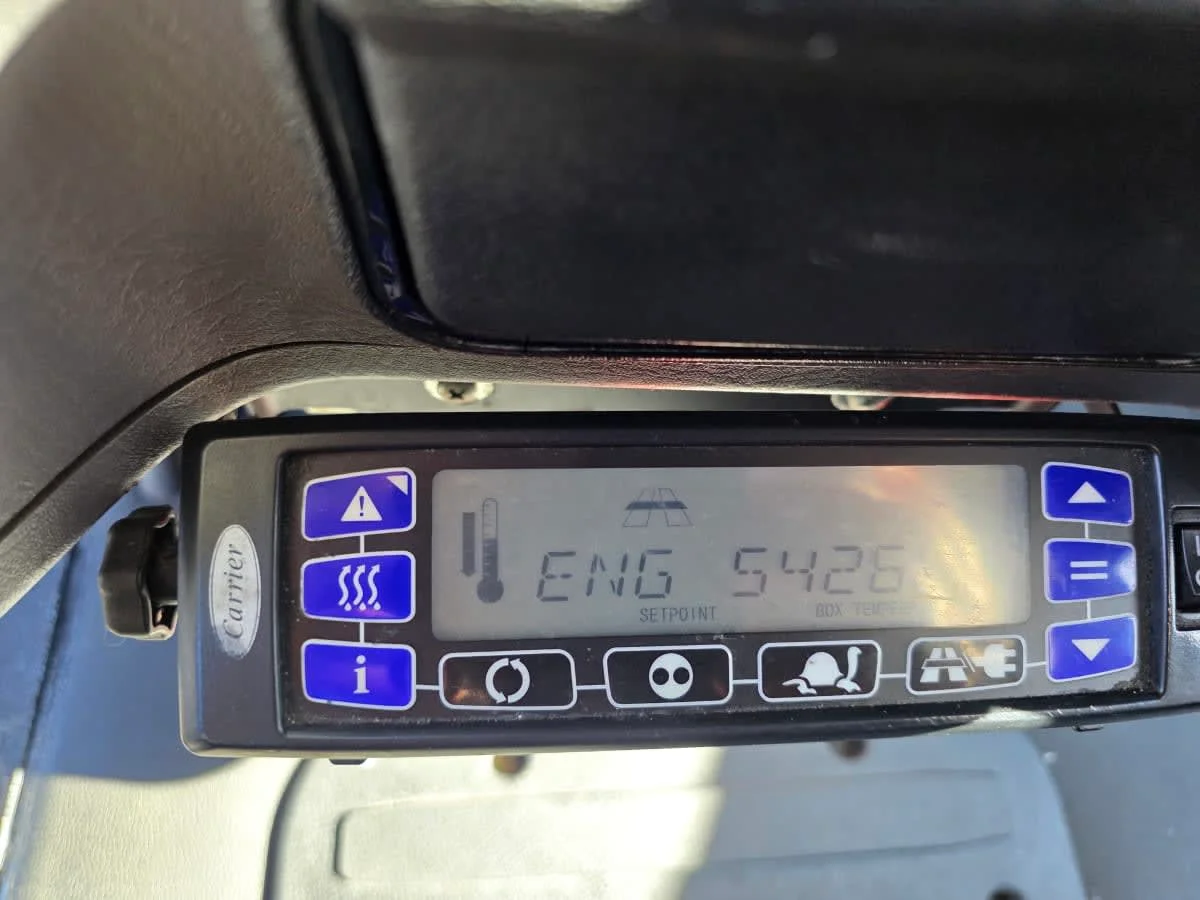 Carrier
ENG 5426
SETPOINT
i